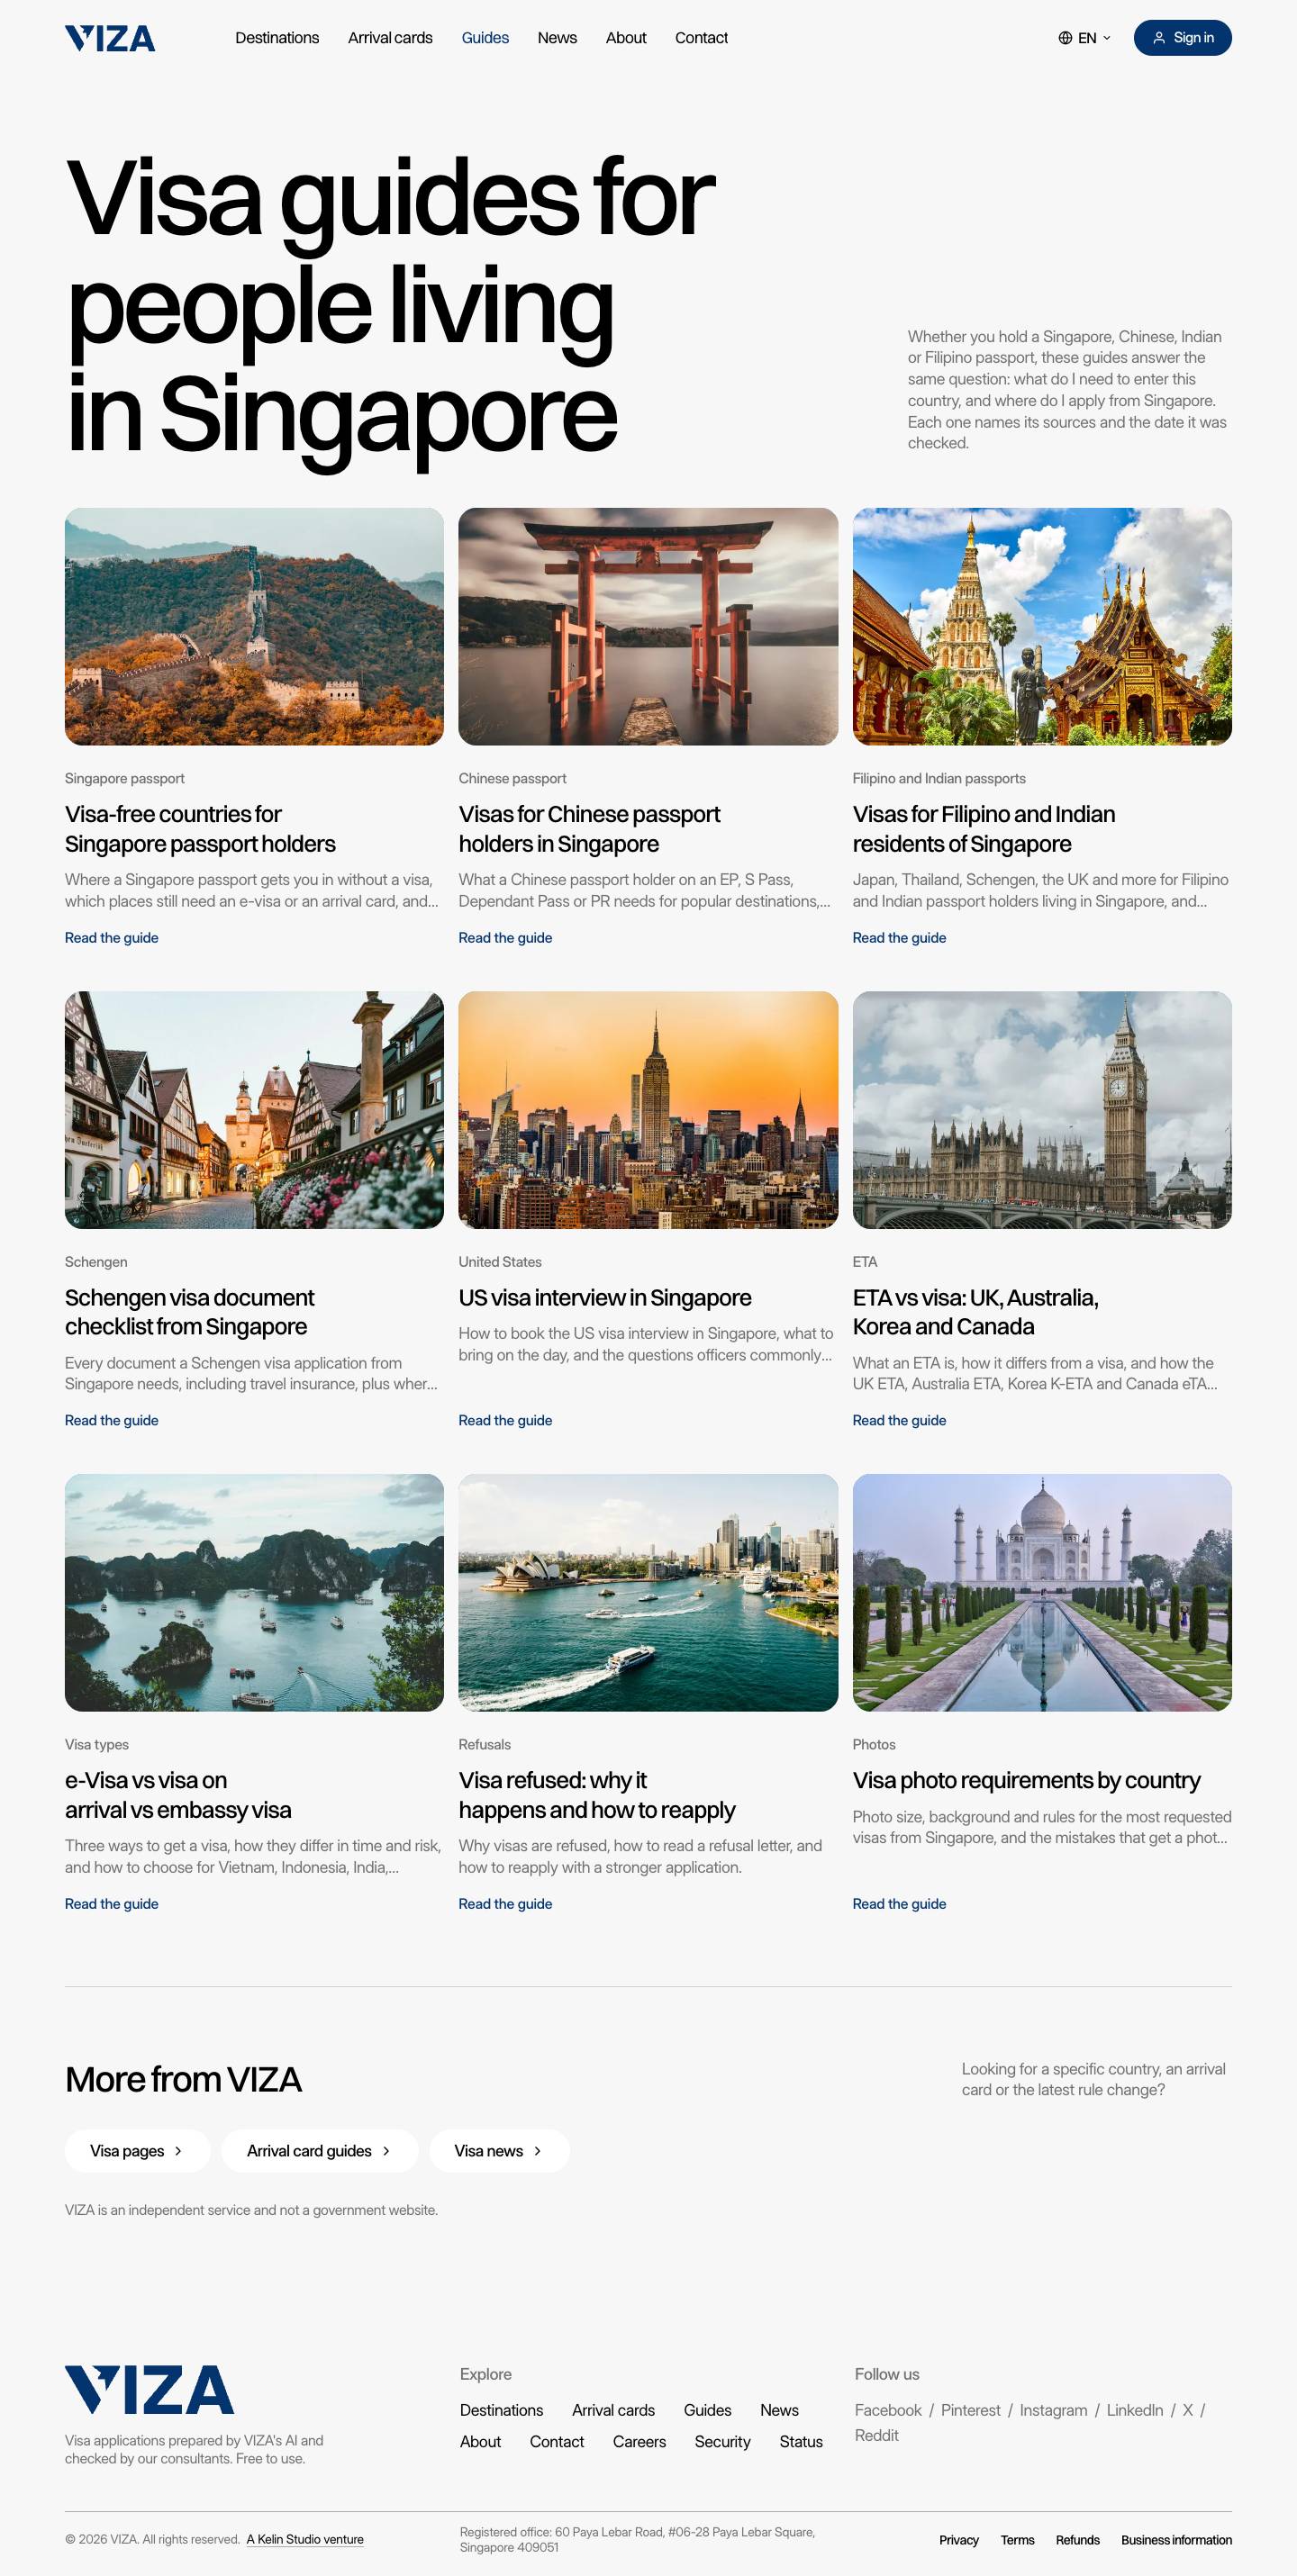 VIZA
Destinations
Arrival cards
Guides
News
About
Contact
EN
Sign in
Visa guides for
people living
in Singapore
Whether you hold a Singapore, Chinese, Indian
or Filipino passport, these guides answer the
same question: what do I need to enter this
country, and where do I apply from Singapore.
Each one names its sources and the date it was
checked.
Singapore passport
Visa-free countries for
Singapore passport holders
Where a Singapore passport gets you in without a visa,
which places still need an e-visa or an arrival card, and...
Read the guide
Chinese passport
Visas for Chinese passport
holders in Singapore
What a Chinese passport holder on an EP, S Pass,
Dependant Pass or PR needs for popular destinations,...
Read the guide
Filipino and Indian passports
Visas for Filipino and Indian
residents of Singapore
Japan, Thailand, Schengen, the UK and more for Filipino
and Indian passport holders living in Singapore, and...
Read the guide
Schengen
Schengen visa document
checklist from Singapore
Every document a Schengen visa application from
Singapore needs, including travel insurance, plus wher...
Read the guide
United States
US visa interview in Singapore
How to book the US visa interview in Singapore, what to
bring on the day, and the questions officers commonly...
Read the guide
ETA
ETA vs visa: UK, Australia,
Korea and Canada
What an ETA is, how it differs from a visa, and how the
UK ETA, Australia ETA, Korea K-ETA and Canada eTA...
Read the guide
Visa types
e-Visa vs visa on
arrival vs embassy visa
Three ways to get a visa, how they differ in time and risk,
and how to choose for Vietnam, Indonesia, India,...
Read the guide
Refusals
Visa refused: why it
happens and how to reapply
Why visas are refused, how to read a refusal letter, and
how to reapply with a stronger application.
Read the guide
Photos
Visa photo requirements by country
Photo size, background and rules for the most requested
visas from Singapore, and the mistakes that get a phot...
Read the guide
More from VIZA
Looking for a specific country, an arrival
card or the latest rule change?
Visa pages
Arrival card guides
Visa news
VIZA is an independent service and not a government website.
VIZA
Visa applications prepared by VIZA's AI and
checked by our consultants. Free to use.
Explore
Destinations
Arrival cards
Guides
News
About
Contact
Careers
Security
Status
Follow us
Facebook / Pinterest / Instagram / LinkedIn / X /
Reddit
© 2026 VIZA. All rights reserved. A Kelin Studio venture
Registered office: 60 Paya Lebar Road, #06-28 Paya Lebar Square,
Singapore 409051
Privacy
Terms
Refunds
Business information